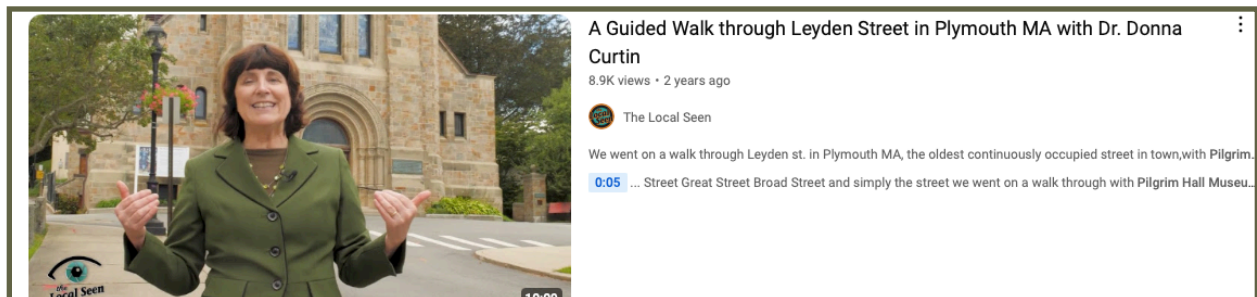 A Guided Walk through Leyden Street in Plymouth MA with Dr. Donna
Curtin
8.9K views • 2 years ago
The Local Seen
We went on a walk through Leyden st. in Plymouth MA, the oldest continuously occupied street in town,with Pilgrim.
0:05 ... Street Great Street Broad Street and simply the street we went on a walk through with Pilgrim Hall Museu...
the
Local Seen